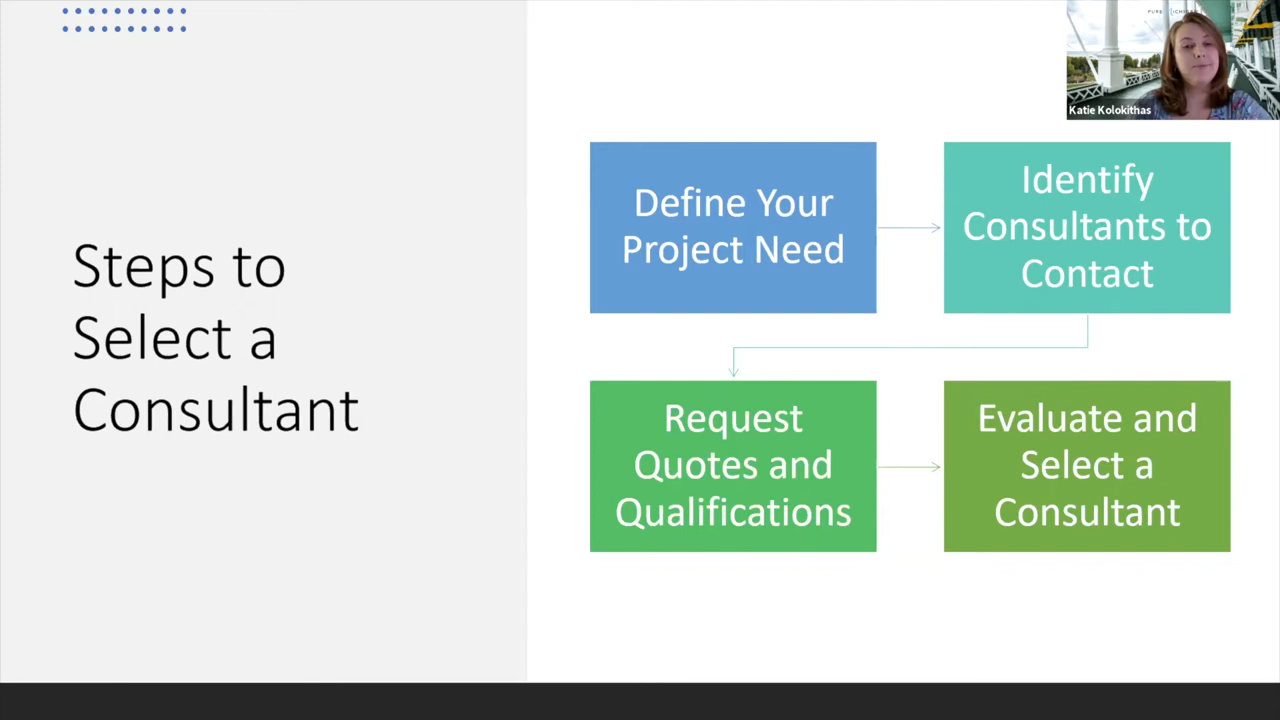 Steps to
Select a
Consultant
Define Your
Project Need
Identify
Consultants to
Contact
Request
Quotes and
Qualifications
Evaluate and
Select a
Consultant
Katie Kolokithas
PURE